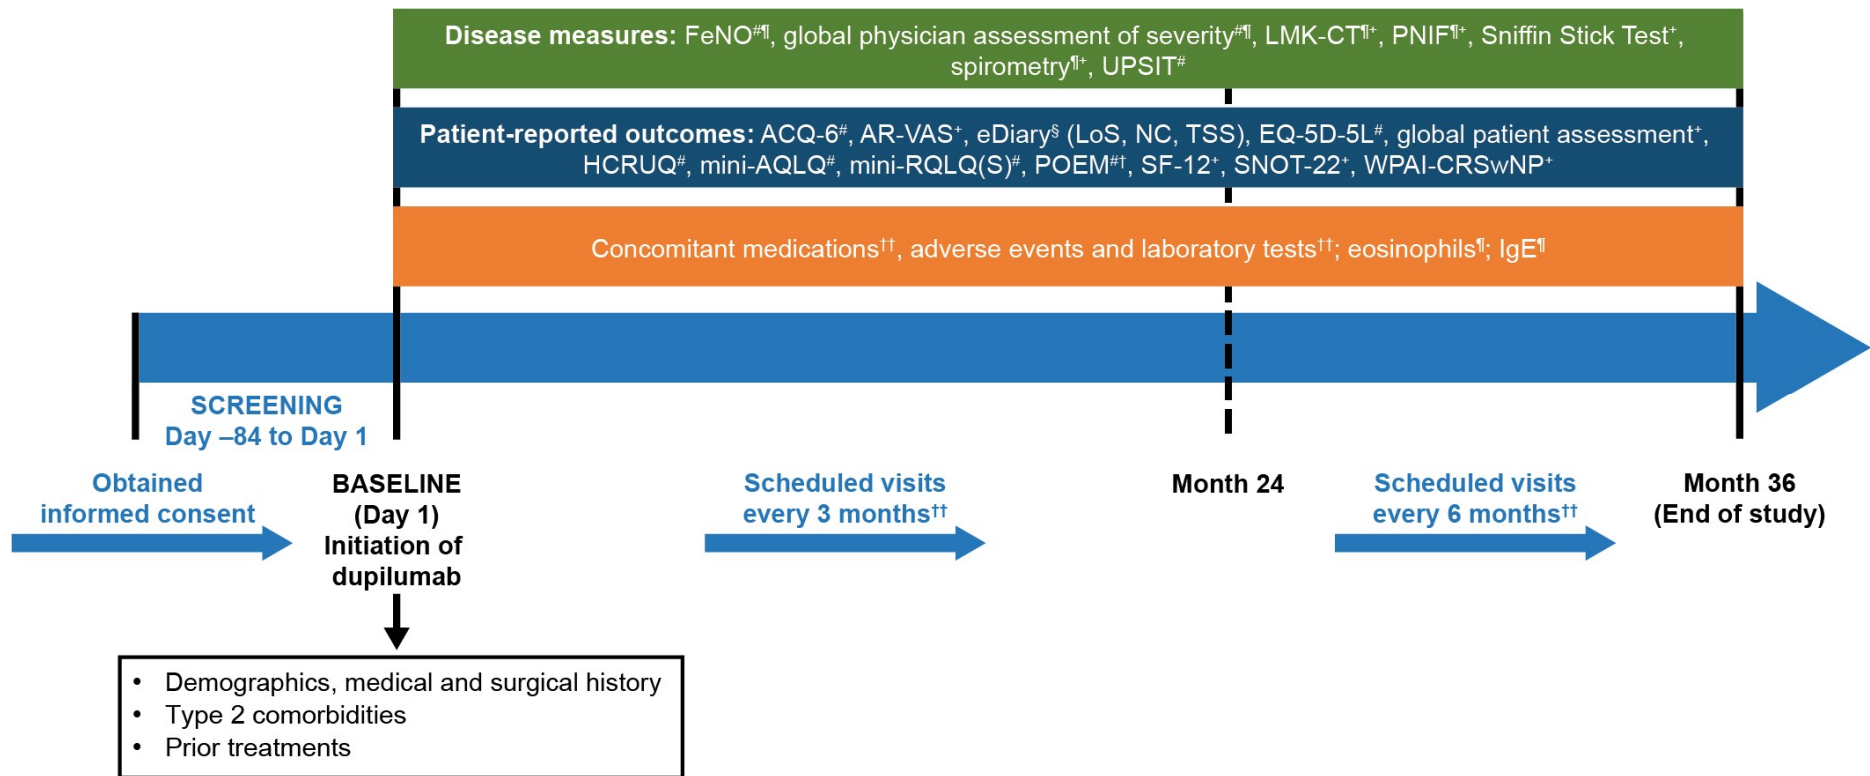 Disease measures: FeNO#¶, global physician assessment of severity#¶, LMK-CT¶+, PNIF¶+, Sniffin Stick Test+,
spirometry¶+, UPSIT#
Patient-reported outcomes: ACQ-6#, AR-VAS+, eDiary§ (LoS, NC, TSS), EQ-5D-5L#, global patient assessment+,
HCRUQ#, mini-AQLQ#, mini-RQLQ(S)#, POEM#†, SF-12+, SNOT-22+, WPAI-CRSwNP+
Concomitant medications††, adverse events and laboratory tests††; eosinophils¶; IgE¶
SCREENING
Day –84 to Day 1
Obtained
informed consent
BASELINE
(Day 1)
Initiation of
dupilumab
Scheduled visits
every 3 months††
Month 24
Scheduled visits
every 6 months††
Month 36
(End of study)
• Demographics, medical and surgical history
• Type 2 comorbidities
• Prior treatments